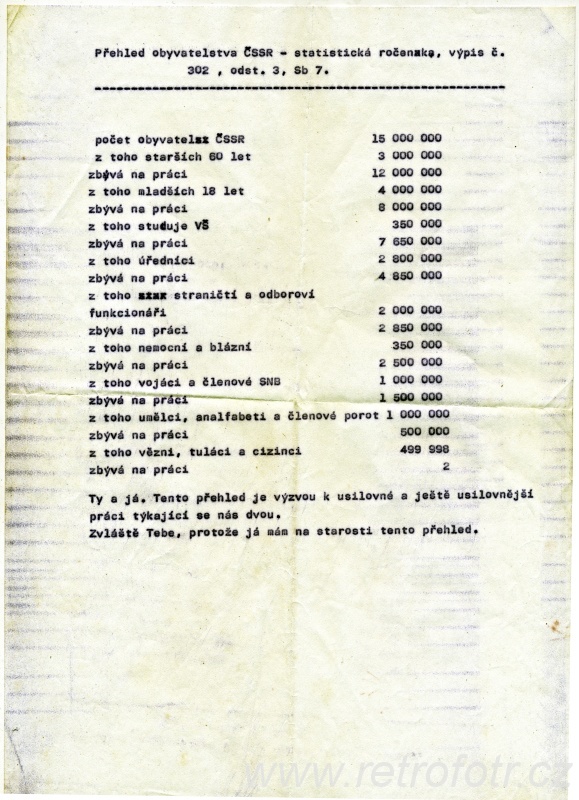 Přehled obyvatelstva ČSSR - statistická ročenka, výpis č.
302 , odst. 3, Sb 7.
počet obyvatel ČSSR 15 000 000
z toho starších 60 let 3 000 000
zbývá na práci 12 000 000
z toho mladších 18 let 4 000 000
zbývá na práci 8 000 000
z toho studuje VŠ 350 000
zbývá na práci 7 650 000
z toho úředníci 2 800 000
zbývá na práci 4 850 000
z toho straničtí a odboroví
funkcionáři 2 000 000
zbývá na práci 2 850 000
z toho nemocní a blázni 350 000
zbývá na práci 2 500 000
z toho vojáci a členové SNB 1 000 000
zbývá na práci 1 500 000
z toho umělci, analfabeti a členové porot 1 000 000
zbývá na práci 500 000
z toho vězni, tuláci a cizinci 499 998
zbývá na práci 2
Ty a já. Tento přehled je výzvou k usilovné a ještě usilovnější
práci týkající se nás dvou.
Zvláště Tebe, protože já mám na starosti tento přehled.
www.retrofotr.cz